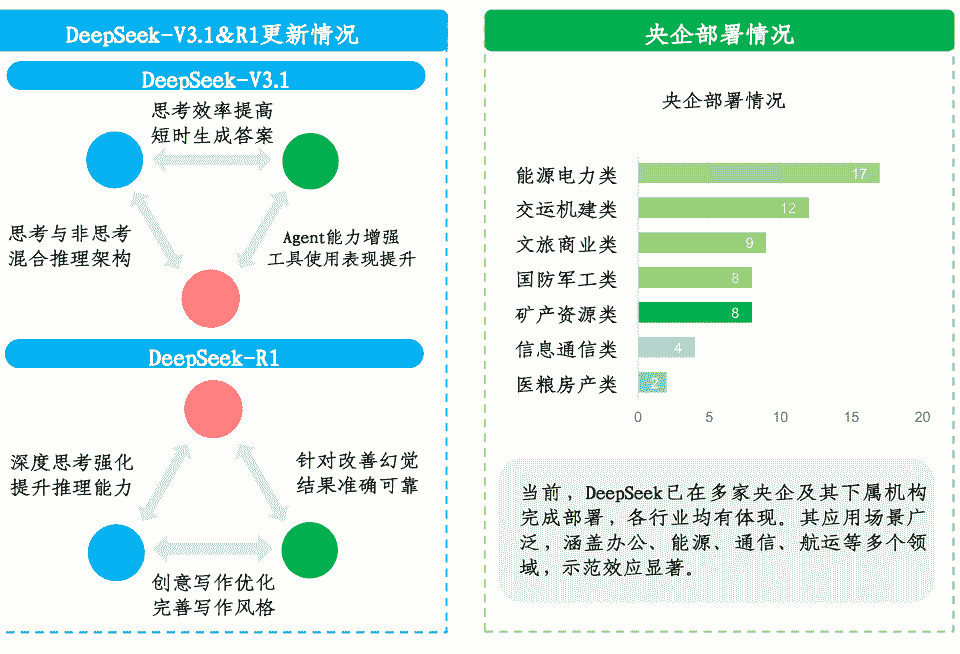 DeepSeek-V3.1&R1更新情况
DeepSeek-V3.1
思考效率提高
短时生成答案
思考与非思考
混合推理架构
Agent能力增强
工具使用表现提升
DeepSeek-R1
深度思考强化
提升推理能力
针对改善幻觉
结果准确可靠
创意写作优化
完善写作风格
央企部署情况
央企部署情况
能源电力类 17
交运机建类 12
文旅商业类 9
国防军工类 8
矿产资源类 8
信息通信类 4
医粮房产类 2
0 5 10 15 20
当前，DeepSeek已在多家央企及其下属机构
完成部署，各行业均有体现。其应用场景广
泛，涵盖办公、能源、通信、航运等多个领
域，示范效应显著。